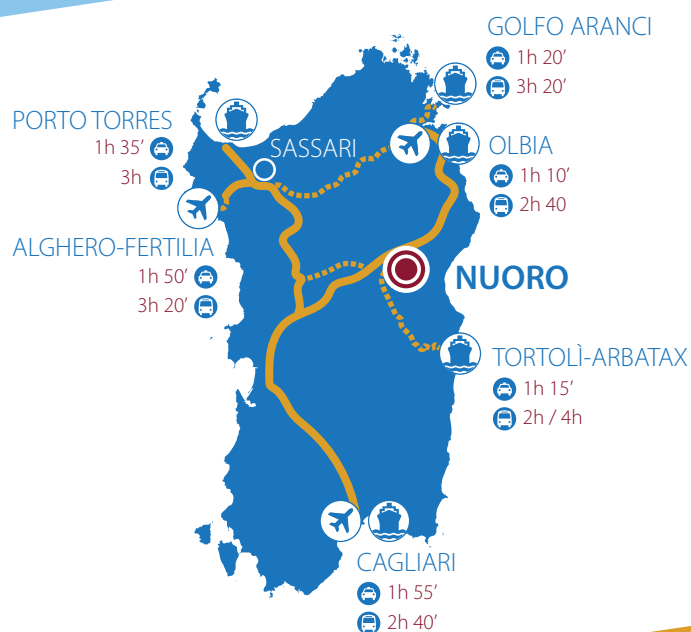 GOLFO ARANCI
1h 20’
3h 20’
PORTO TORRES
1h 35’
3h
SASSARI
OLBIA
1h 10’
2h 40
ALGHERO-FERTILIA
1h 50’
3h 20’
NUORO
TORTOLÌ-ARBATAX
1h 15’
2h / 4h
CAGLIARI
1h 55’
2h 40’